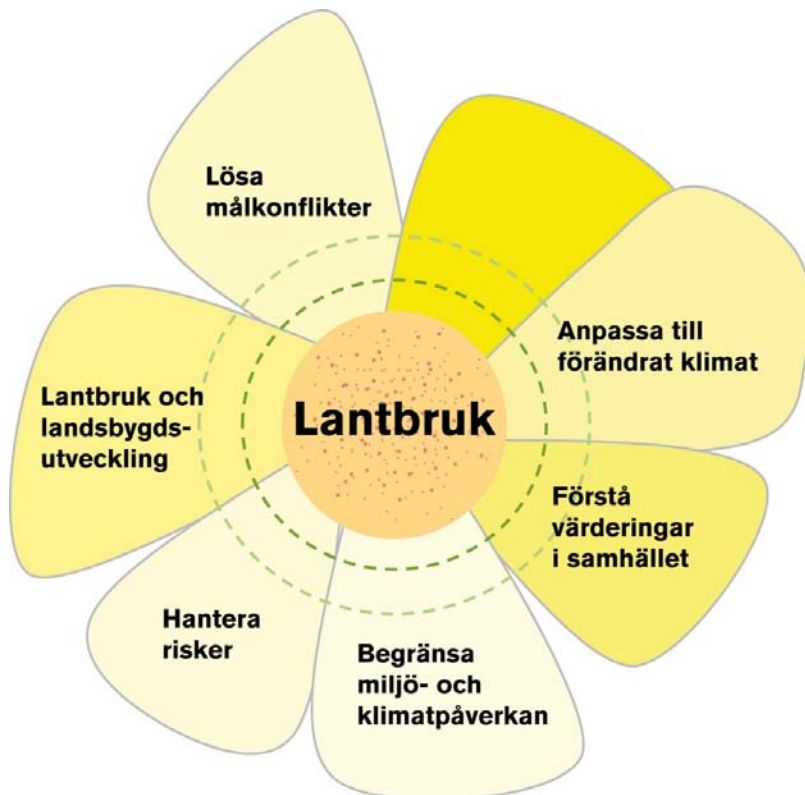 Lösa
målkonflikter
Anpassa till
förändrat klimat
Lantbruk och
landsbygds-
utveckling
Lantbruk
Förstå
värderingar
i samhället
Hantera
risker
Begränsa
miljö- och
klimatpåverkan